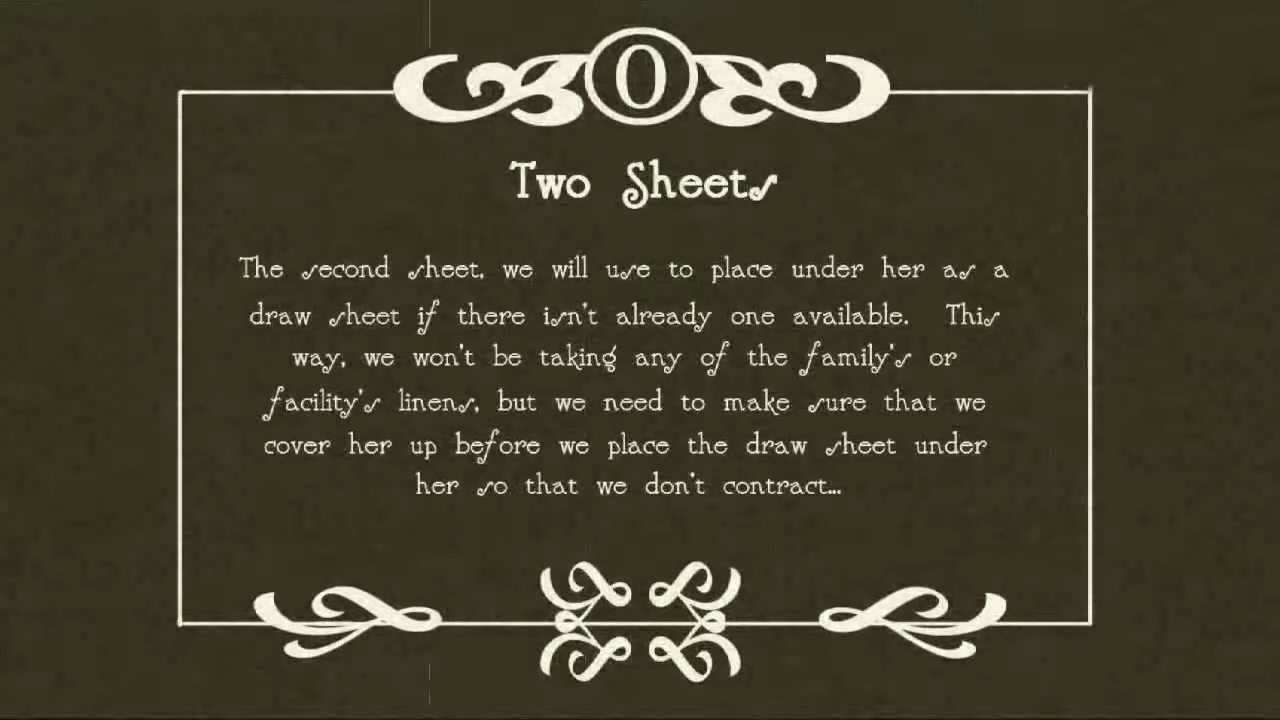 O
Two Sheets
The second sheet, we will use to place under her as a
draw sheet if there isn't already one available. This
way, we won't be taking any of the family's or
facility's linens, but we need to make sure that we
cover her up before we place the draw sheet under
her so that we don't contract...